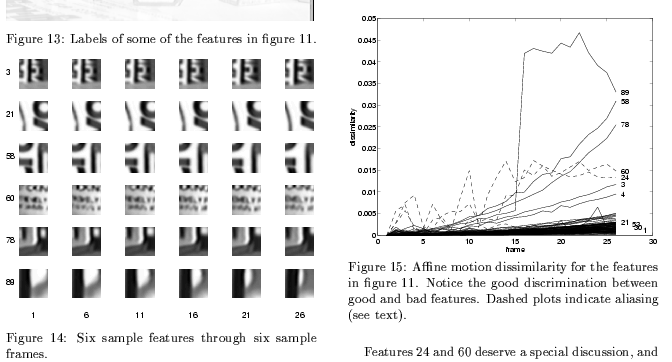 Figure 13: Labels of some of the features in figure 11.
3
21
58
60
78
89
1 6 11 16 21 26
Figure 14: Six sample features through six sample
frames.
0.05
0.045
0.04
0.035
0.03
0.025
0.02
0.015
0.01
0.005
0
dissimilarity
0 5 10 15 20 25 30
frame
89
58
78
60
24
3
4
21
1
Figure 15: Affine motion dissimilarity for the features
in figure 11. Notice the good discrimination between
good and bad features. Dashed plots indicate aliasing
(see text).
Features 24 and 60 deserve a special discussion, and